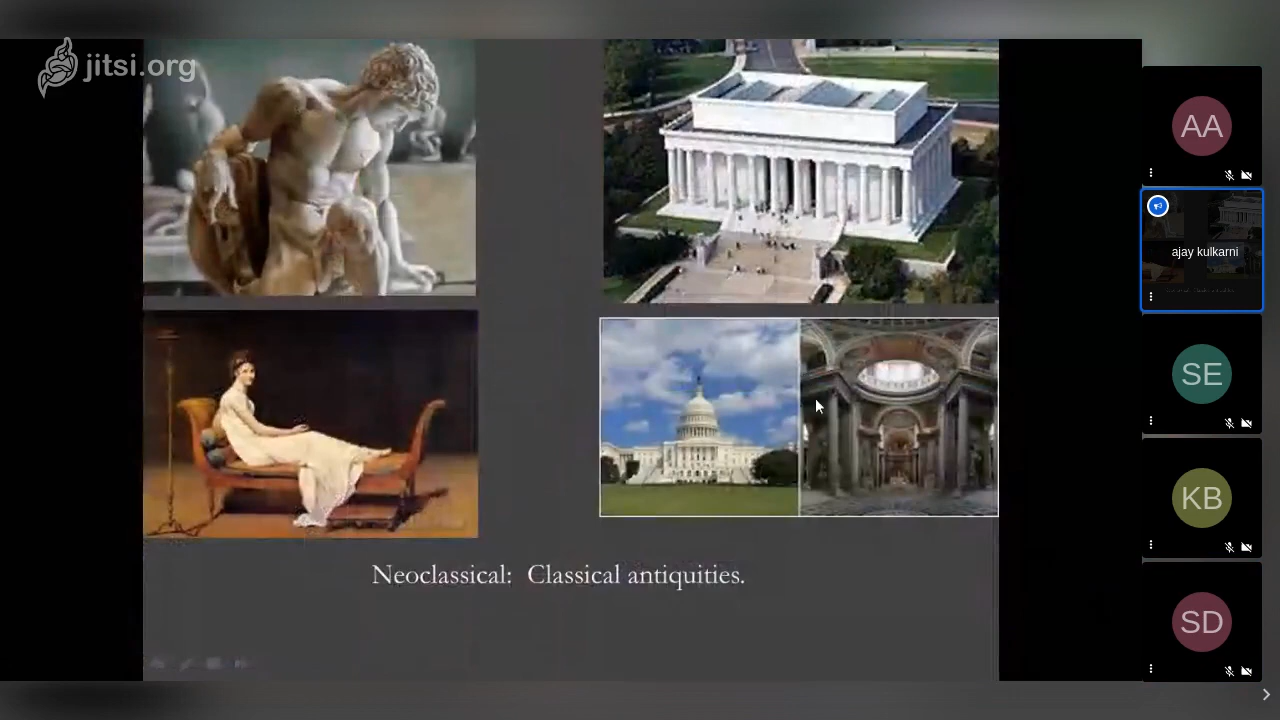 jitsi.org
AA
ajay kulkarni
SE
KB
SD
Neoclassical: Classical antiquities.